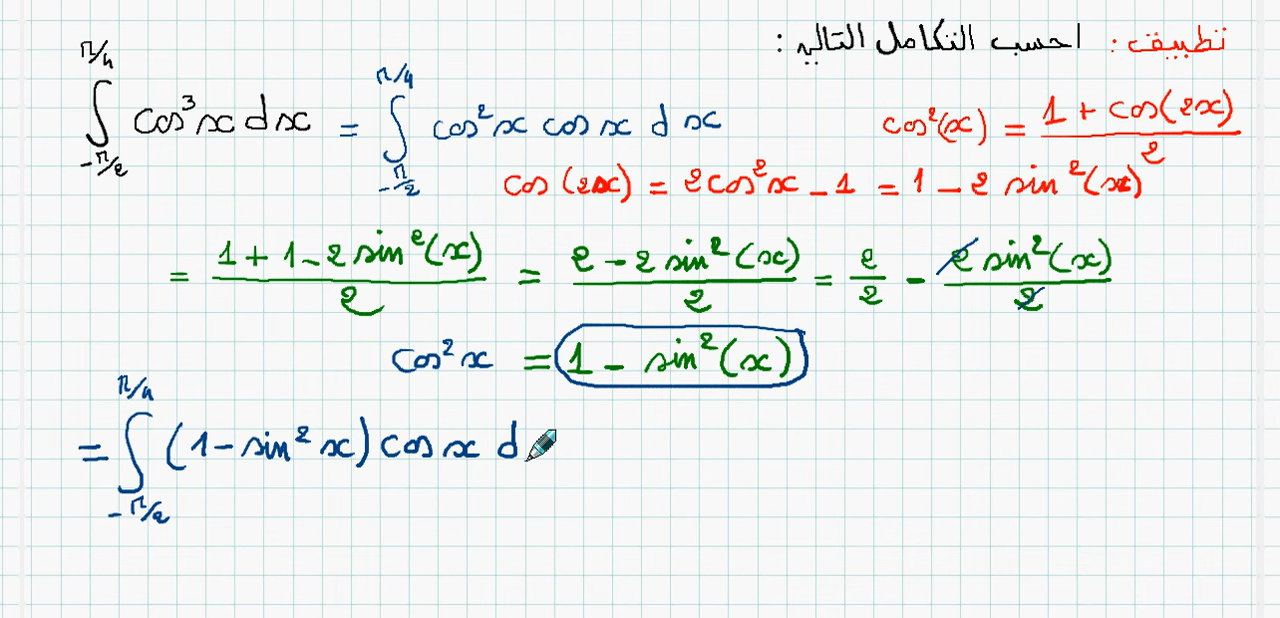 تطبيق : احسب التكامل التالي :
∫_{-π/2}^{π/4} cos³x dx = ∫_{-π/2}^{π/4} cos²x cosx dx
cos²(x) = (1 + cos(2x))/2
cos(2x) = 2cos²x - 1 = 1 - 2 sin²(x)
= (1 + 1 - 2 sin²(x))/2 = (2 - 2 sin²(x))/2 = 2/2 - (2 sin²(x))/2
cos²x = 1 - sin²(x)
= ∫_{-π/2}^{π/4} (1 - sin²x) cosx d